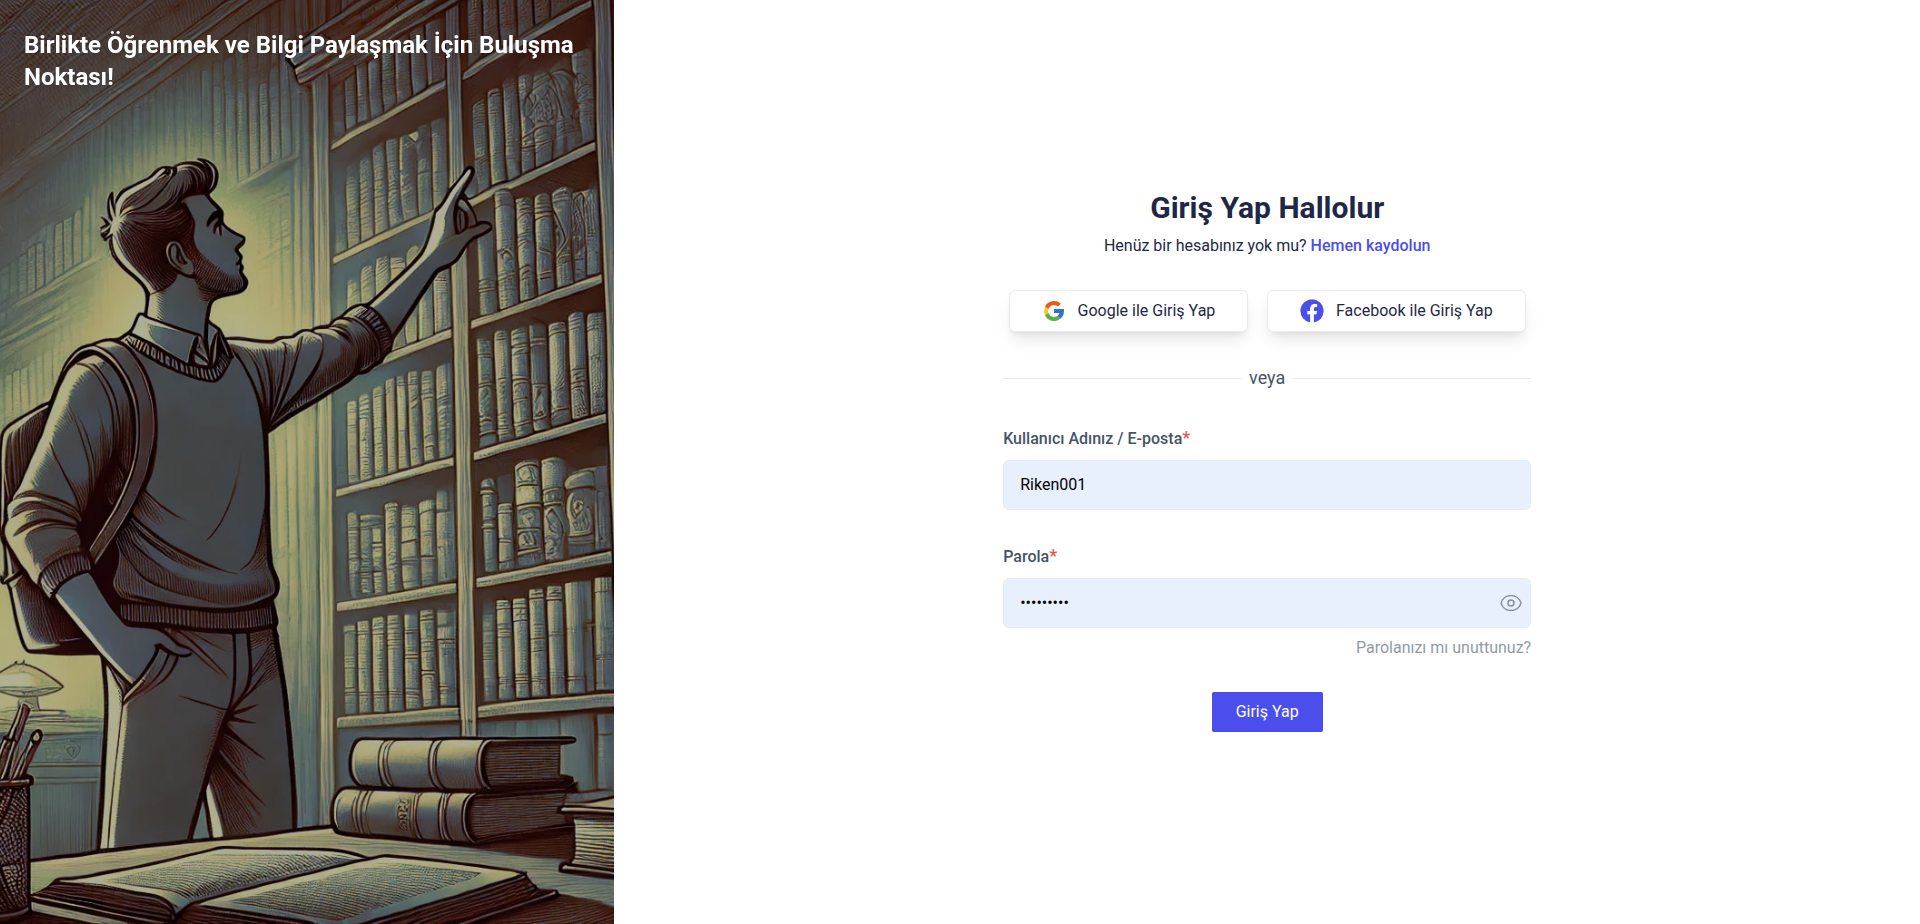 Birlikte Öğrenmek ve Bilgi Paylaşmak İçin Buluşma
Noktası!
Giriş Yap Hallolur
Henüz bir hesabınız yok mu? Hemen kaydolun
Google ile Giriş Yap
Facebook ile Giriş Yap
veya
Kullanıcı Adınız / E-posta*
Riken001
Parola*
•••••••••
Parolanızı mı unuttunuz?
Giriş Yap